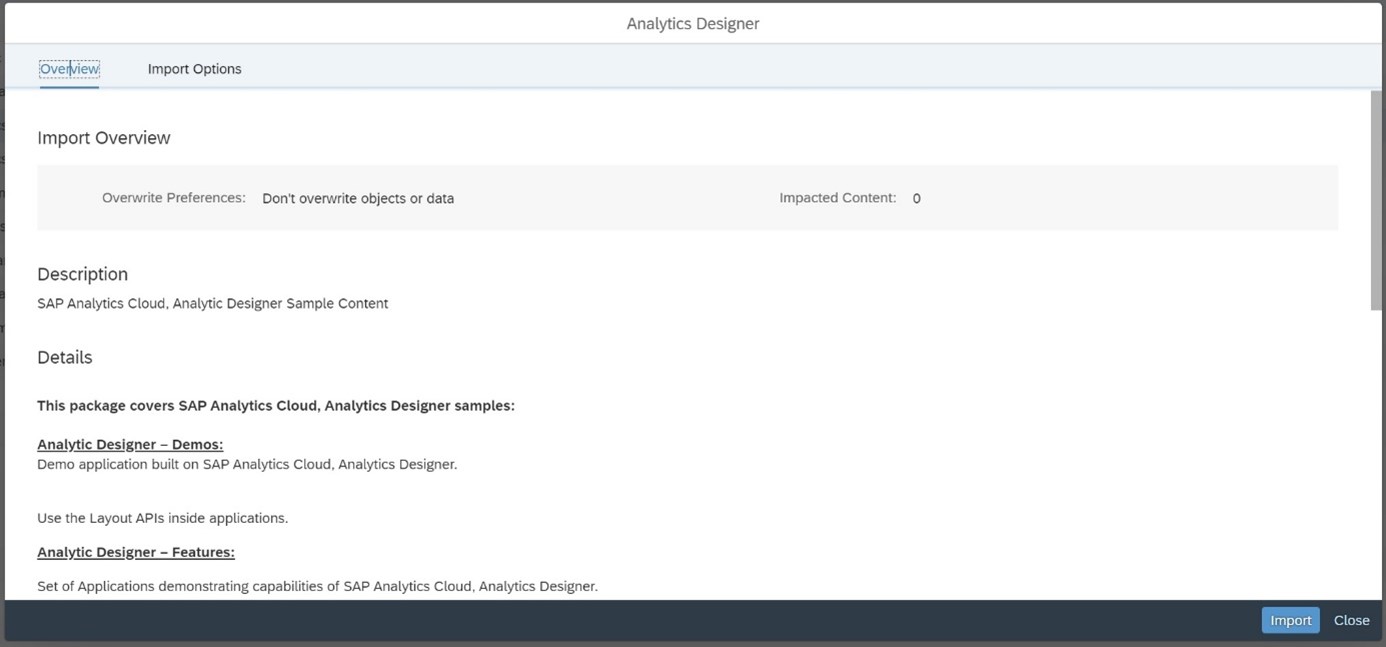 Analytics Designer
Overview
Import Options
Import Overview
Overwrite Preferences: Don't overwrite objects or data
Impacted Content: 0
Description
SAP Analytics Cloud, Analytic Designer Sample Content
Details
This package covers SAP Analytics Cloud, Analytics Designer samples:
Analytic Designer – Demos:
Demo application built on SAP Analytics Cloud, Analytics Designer.
Use the Layout APIs inside applications.
Analytic Designer – Features:
Set of Applications demonstrating capabilities of SAP Analytics Cloud, Analytics Designer.
Import
Close